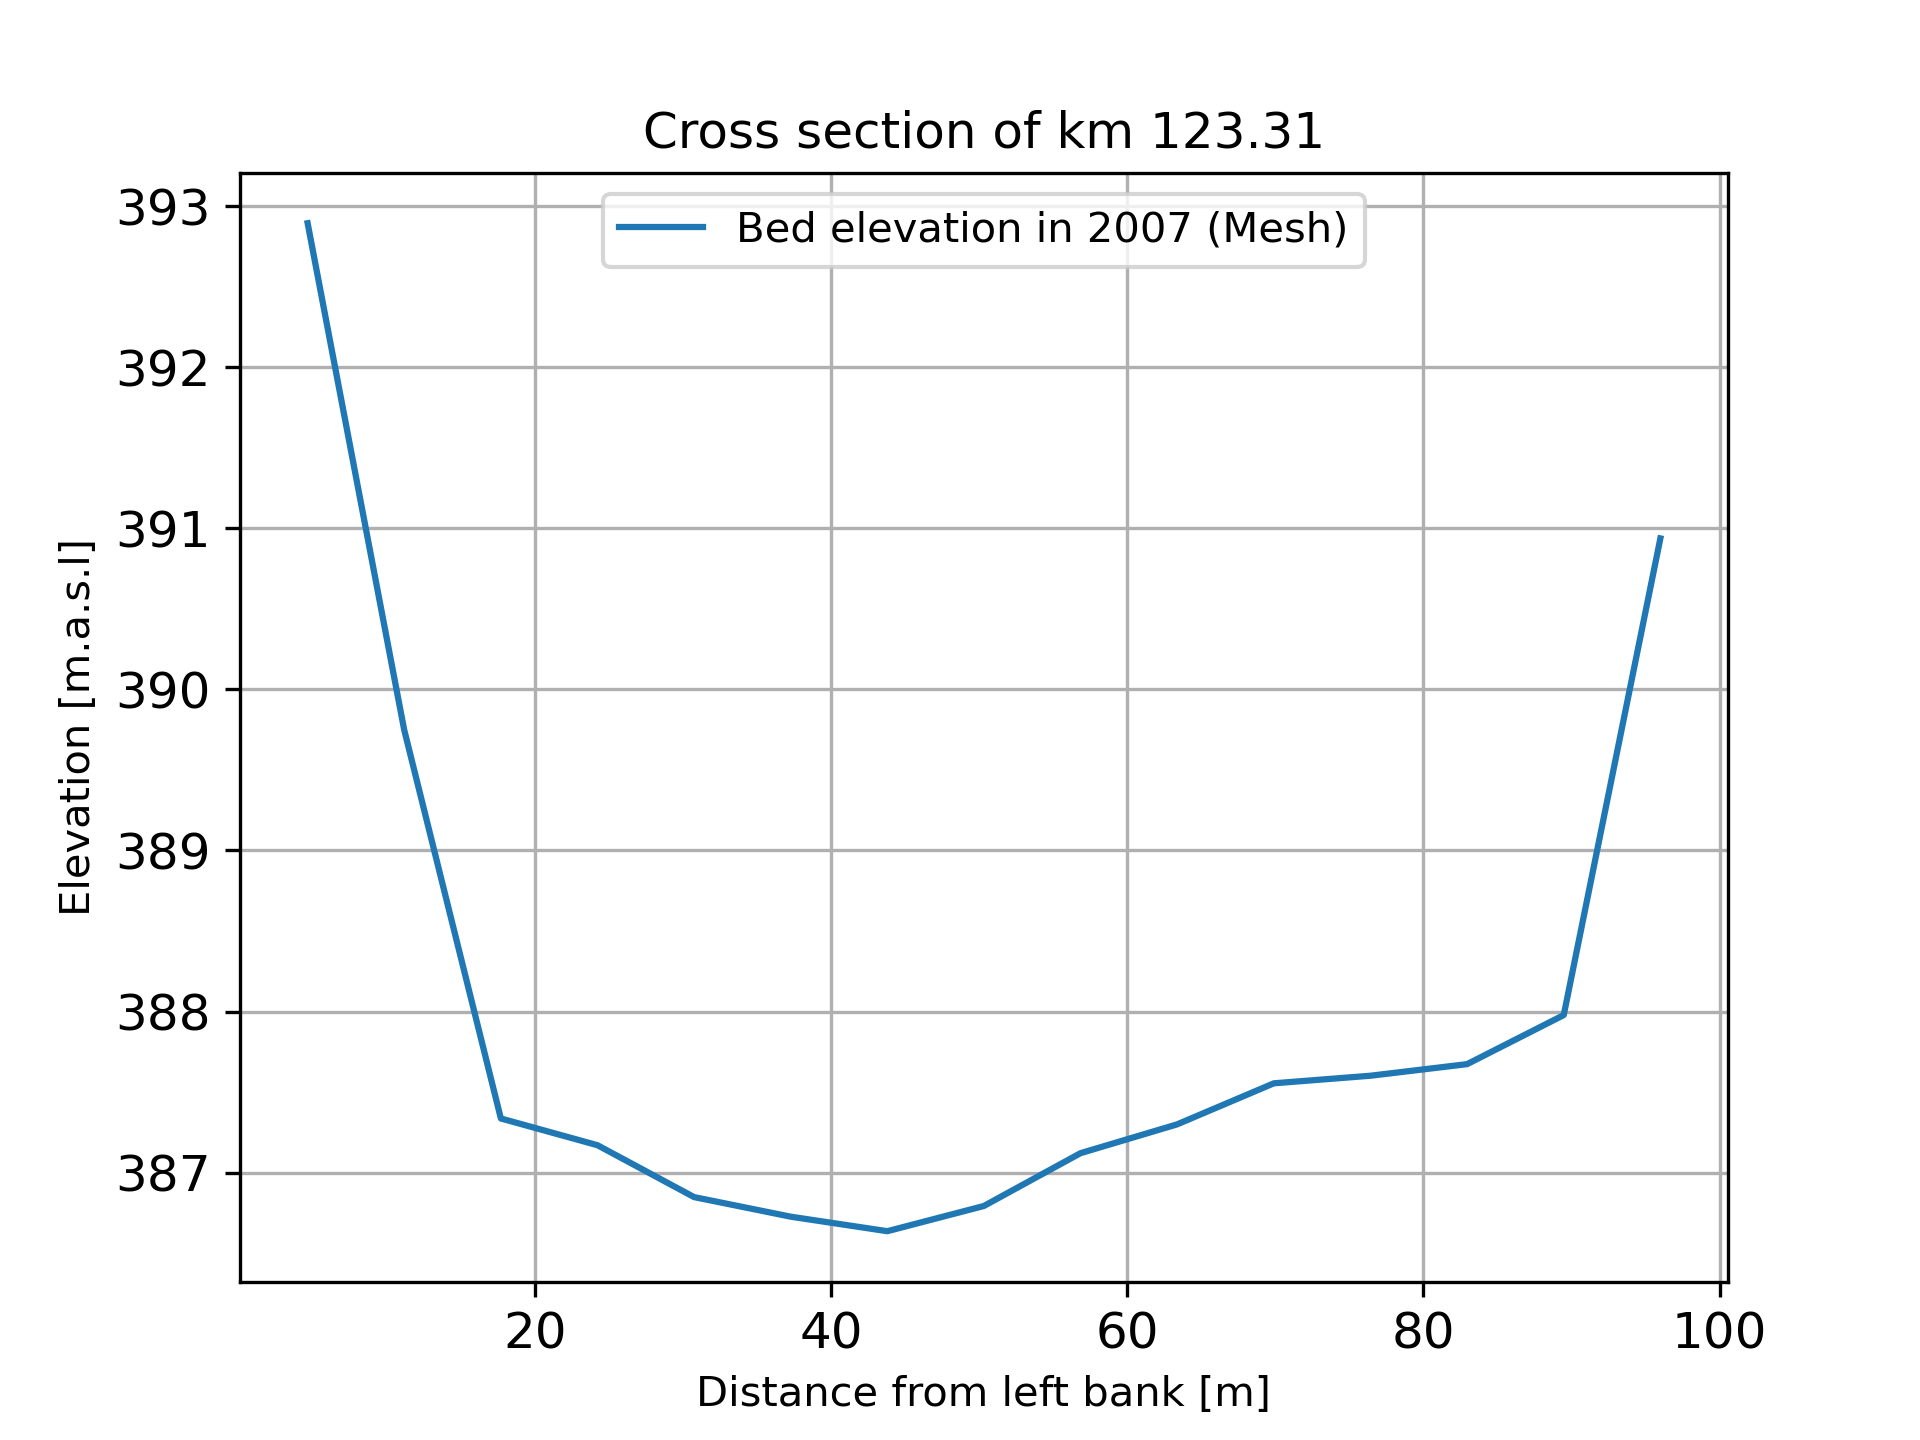 Cross section of km 123.31
Bed elevation in 2007 (Mesh)
393
392
391
390
389
388
387
Elevation [m.a.s.l]
20 40 60 80 100
Distance from left bank [m]